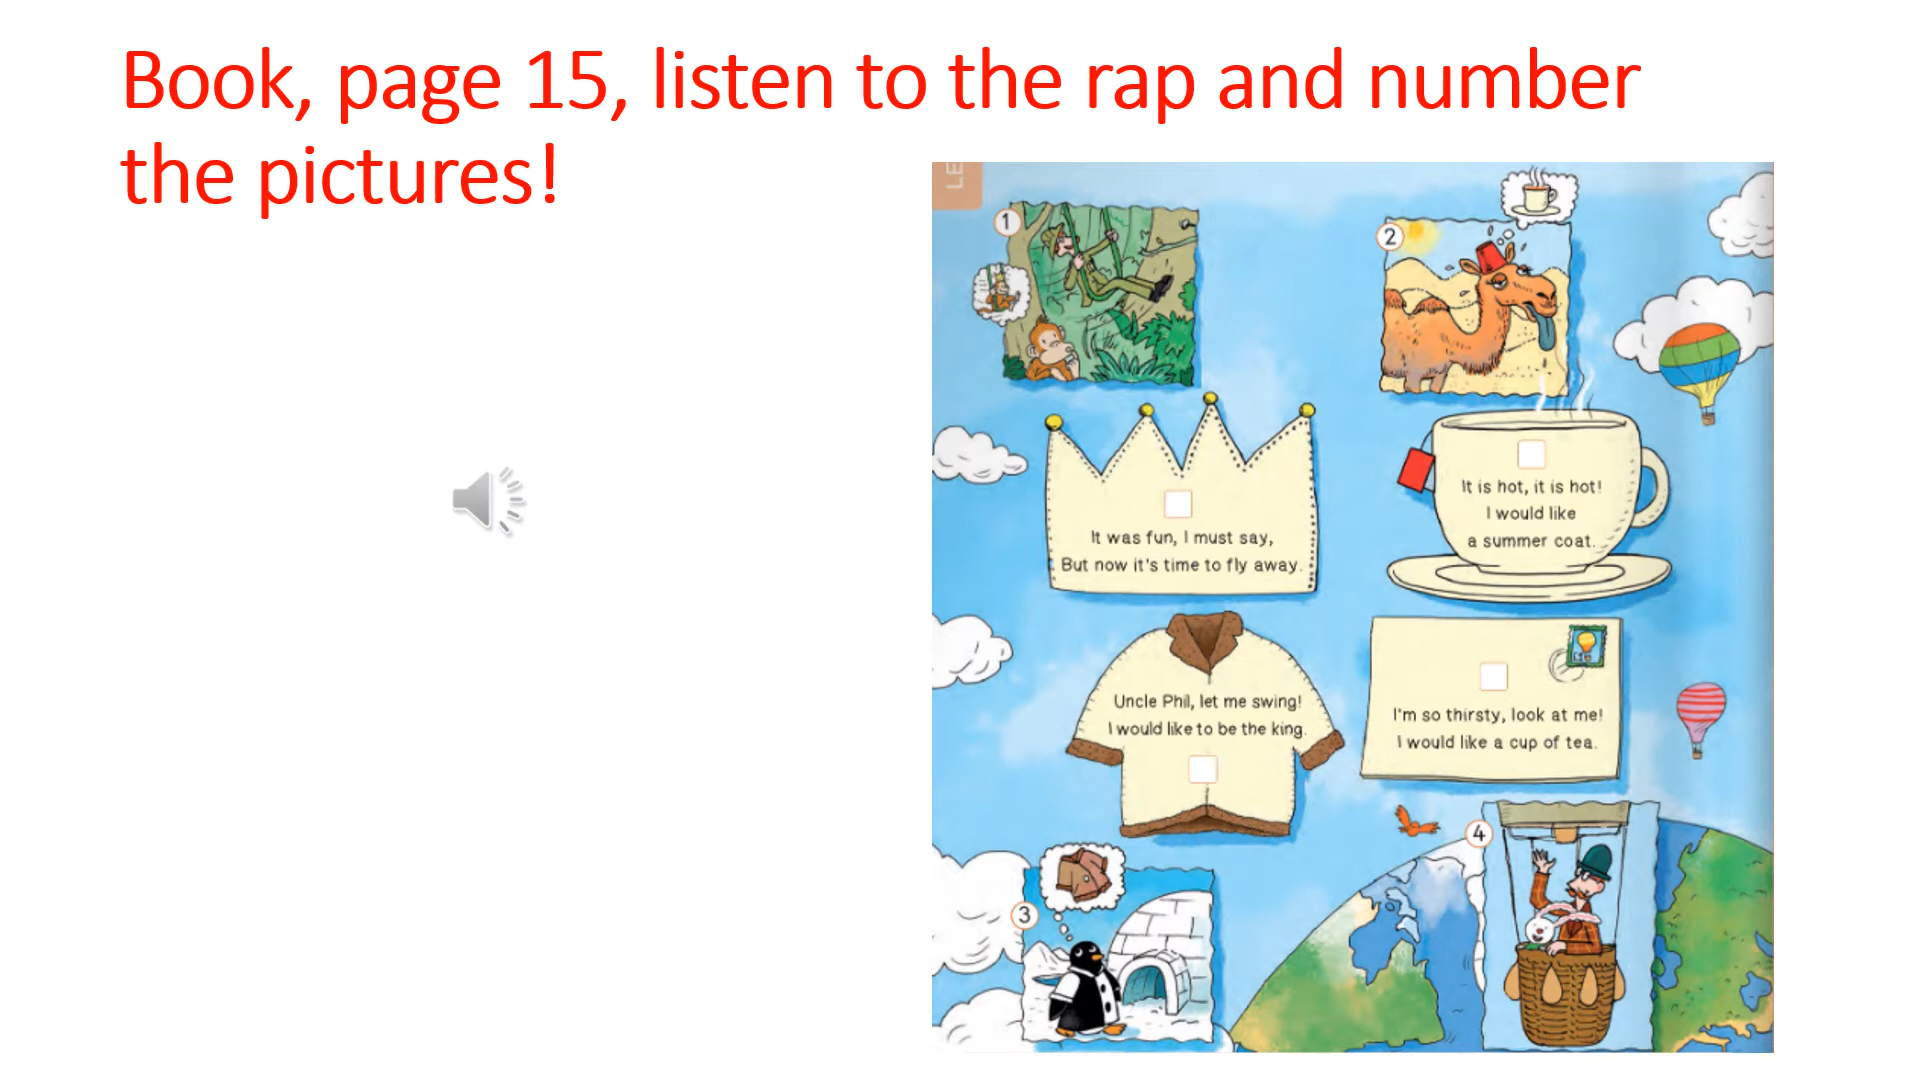 Book, page 15, listen to the rap and number
the pictures!
LE
1
2
It was fun, I must say,
But now it's time to fly away.
It is hot, it is hot!
I would like
a summer coat.
Uncle Phil, let me swing!
I would like to be the king.
I'm so thirsty, look at me!
I would like a cup of tea.
3
4